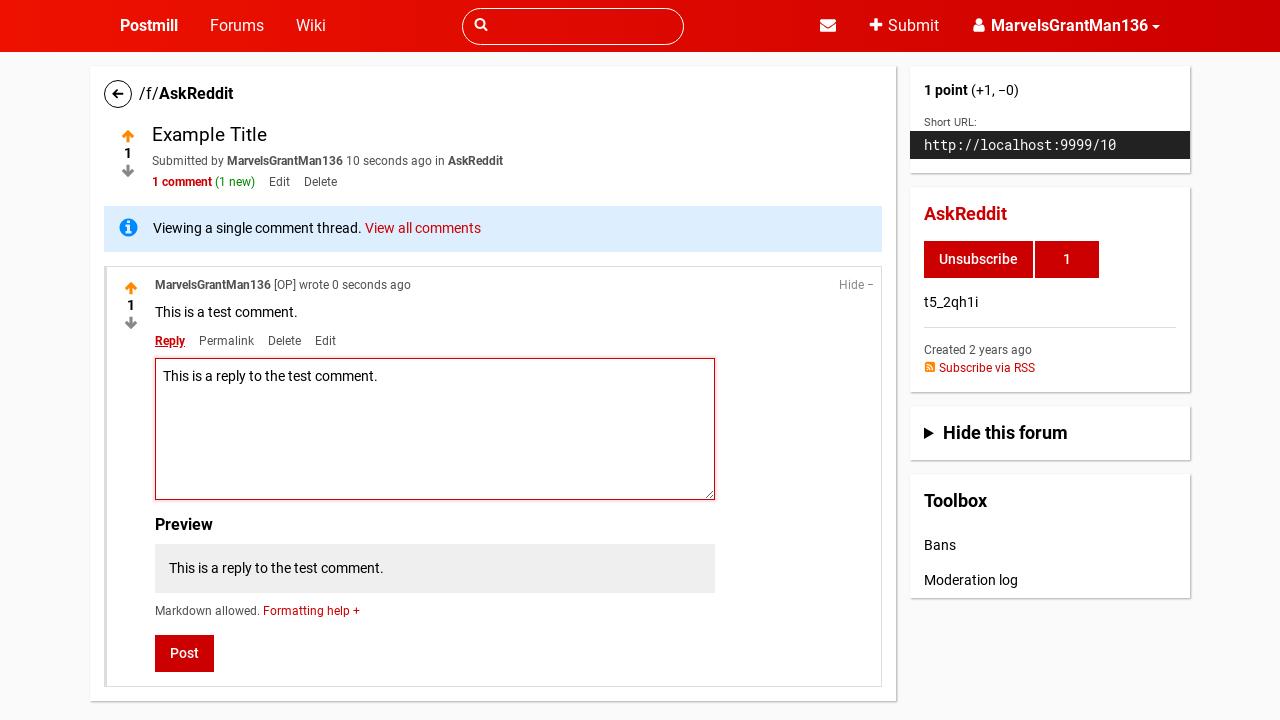 Postmill Forums Wiki Submit MarvelsGrantMan136
/f/AskReddit
1
Example Title
Submitted by MarvelsGrantMan136 10 seconds ago in AskReddit
1 comment (1 new) Edit Delete
Viewing a single comment thread. View all comments
MarvelsGrantMan136 [OP] wrote 0 seconds ago Hide −
1
This is a test comment.
Reply Permalink Delete Edit
This is a reply to the test comment.
Preview
This is a reply to the test comment.
Markdown allowed. Formatting help +
Post
1 point (+1, −0)
Short URL:
http://localhost:9999/10
AskReddit
Unsubscribe 1
t5_2qh1i
Created 2 years ago
Subscribe via RSS
Hide this forum
Toolbox
Bans
Moderation log